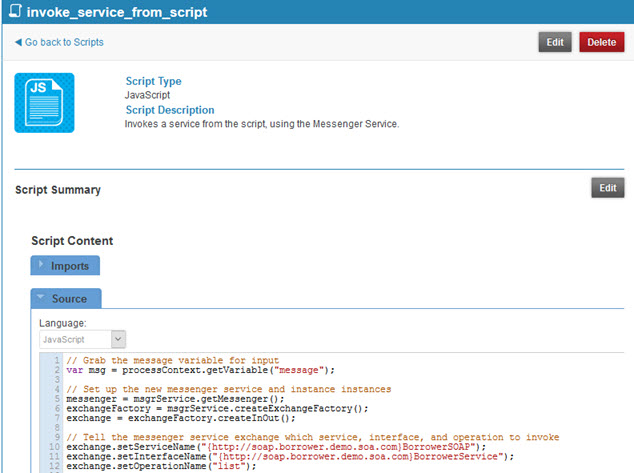 invoke_service_from_script
Go back to Scripts
Edit
Delete
JS
Script Type
JavaScript
Script Description
Invokes a service from the script, using the Messenger Service.
Script Summary
Edit
Script Content
Imports
Source
Language:
JavaScript
1 // Grab the message variable for input
2 var msg = processContext.getVariable("message");
3
4 // Set up the new messenger service and instance instances
5 messenger = msgrService.getMessenger();
6 exchangeFactory = msgrService.createExchangeFactory();
7 exchange = exchangeFactory.createInOut();
8
9 // Tell the messenger service exchange which service, interface, and operation to invoke
10 exchange.setServiceName("{http://soap.borrower.demo.soa.com}BorrowerSOAP");
11 exchange.setInterfaceName("{http://soap.borrower.demo.soa.com}BorrowerService");
12 exchange.setOperationName("list");